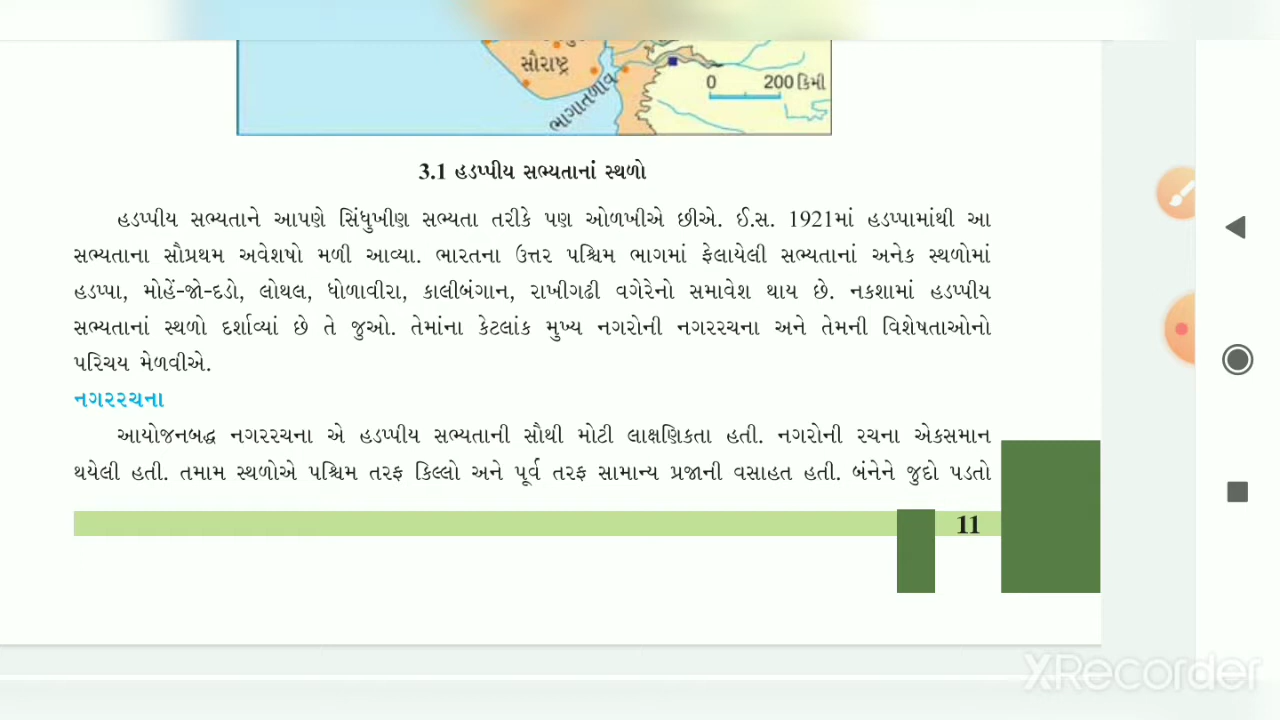 સૌરાષ્ટ્ર
ભાગાતળાવ
0 200 કિમી
3.1 હડપ્પીય સભ્યતાનાં સ્થળો
હડપ્પીય સભ્યતાને આપણે સિંધુખીણ સભ્યતા તરીકે પણ ઓળખીએ છીએ. ઈ.સ. 1921માં હડપ્પામાંથી આ
સભ્યતાના સૌપ્રથમ અવેશષો મળી આવ્યા. ભારતના ઉત્તર પશ્ચિમ ભાગમાં ફેલાયેલી સભ્યતાનાં અનેક સ્થળોમાં
હડપ્પા, મોહેં-જો-દડો, લોથલ, ધોળાવીરા, કાલીબંગાન, રાખીગઢી વગેરેનો સમાવેશ થાય છે. નકશામાં હડપ્પીય
સભ્યતાનાં સ્થળો દર્શાવ્યાં છે તે જુઓ. તેમાંના કેટલાંક મુખ્ય નગરોની નગરરચના અને તેમની વિશેષતાઓનો
પરિચય મેળવીએ.
નગરરચના
આયોજનબદ્ધ નગરરચના એ હડપ્પીય સભ્યતાની સૌથી મોટી લાક્ષણિકતા હતી. નગરોની રચના એકસમાન
થયેલી હતી. તમામ સ્થળોએ પશ્ચિમ તરફ કિલ્લો અને પૂર્વ તરફ સામાન્ય પ્રજાની વસાહત હતી. બંનેને જુદો પડતો
11
XRecorder